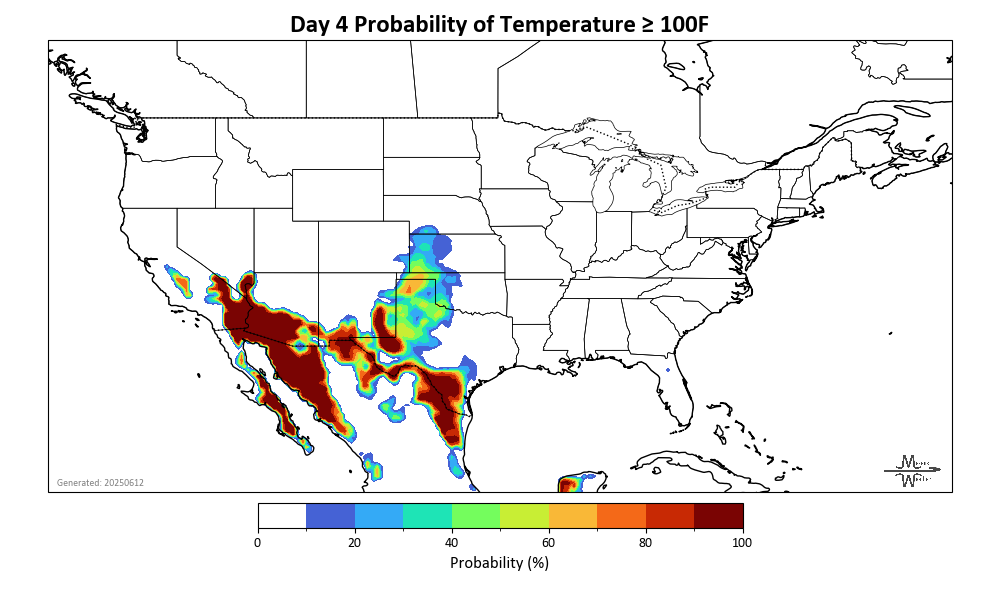 Day 4 Probability of Temperature ≥ 100F
Generated: 20250612
0 20 40 60 80 100
Probability (%)